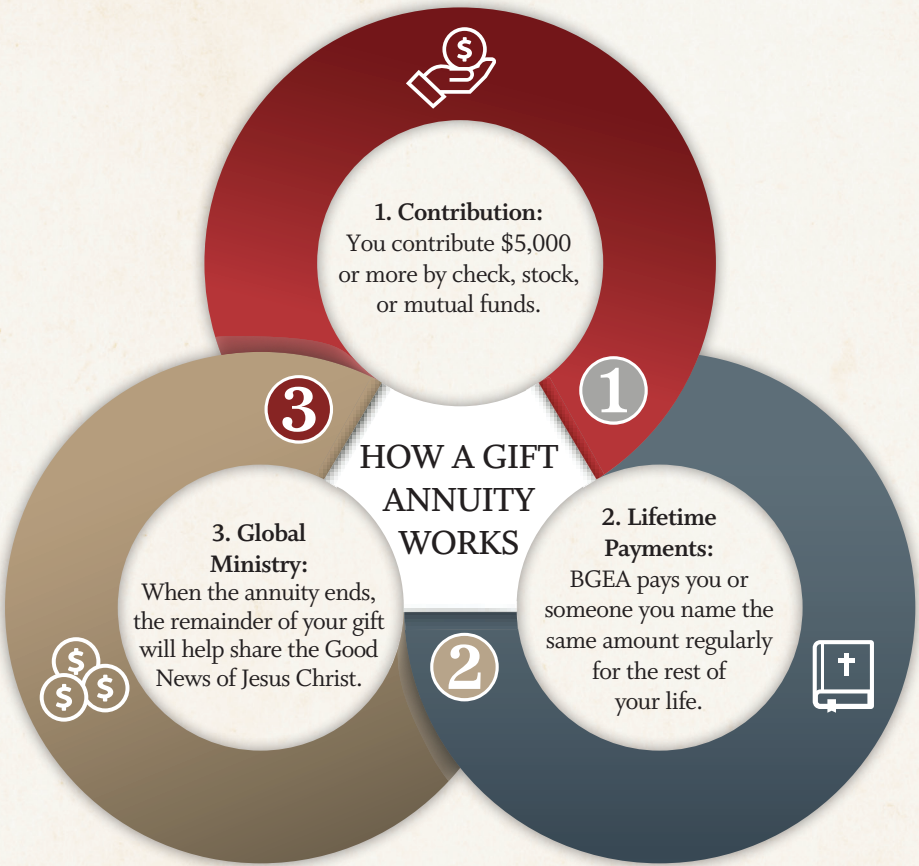 $
1. Contribution:
You contribute $5,000
or more by check, stock,
or mutual funds.
1
HOW A GIFT
ANNUITY
WORKS
2
2. Lifetime
Payments:
BGEA pays you or
someone you name the
same amount regularly
for the rest of
your life.
3
3. Global
Ministry:
When the annuity ends,
the remainder of your gift
will help share the Good
News of Jesus Christ.
$
$
$